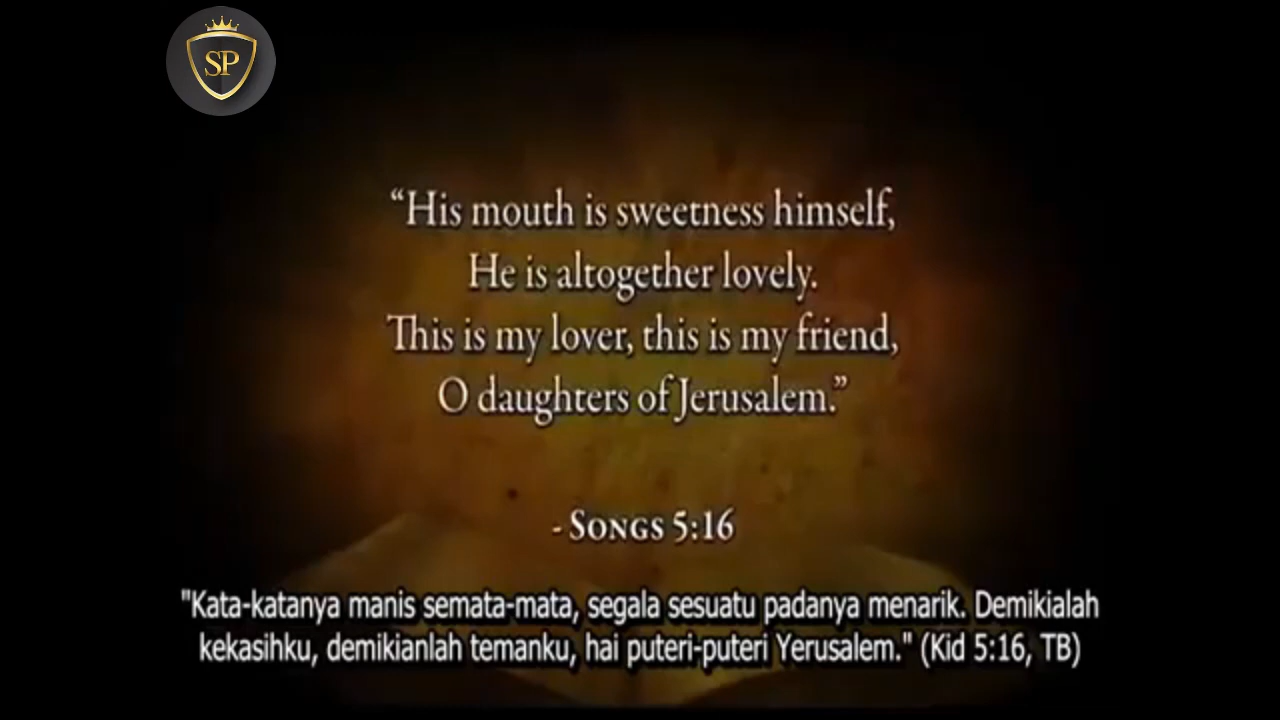 SP
“His mouth is sweetness himself,
He is altogether lovely.
This is my lover, this is my friend,
O daughters of Jerusalem.”
- SONGS 5:16
"Kata-katanya manis semata-mata, segala sesuatu padanya menarik. Demikialah
kekasihku, demikianlah temanku, hai puteri-puteri Yerusalem." (Kid 5:16, TB)